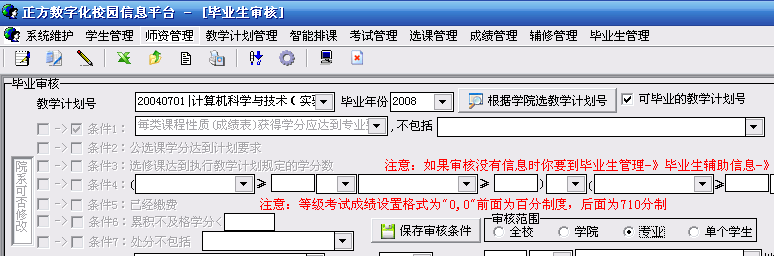 正方数字化校园信息平台 - [毕业生审核]
系统维护 学生管理 师资管理 教学计划管理 智能排课 考试管理 选课管理 成绩管理 辅修管理 毕业生管理
毕业审核
教学计划号 20040701|计算机科学与技术( 实 毕业年份 2008 根据学院选教学计划号 可毕业的教学计划号
-> 条件1: 每类课程性质(成绩表)获得学分应达到专业 ,不包括
-> 条件2: 公选课学分达到计划要求
-> 条件3: 选修课达到执行教学计划规定的学分数 注意: 如果审核没有信息时你要到毕业生管理-》毕业生辅助信息-》
-> 条件4: ( ≥ ≥ ) ( ≥
-> 条件5: 已经缴费 注意: 等级考试成绩设置格式为"0,0"前面为百分制度, 后面为710分制
-> 条件6: 累积不及格学分<
-> 条件7: 处分不包括
院系可否修改
保存审核条件
审核范围
全校 学院 专业 单个学生